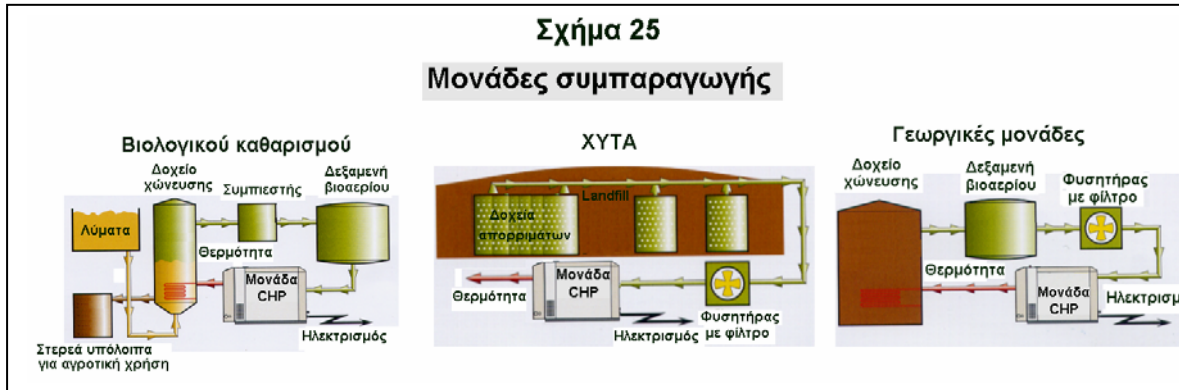 Σχήμα 25
Μονάδες συμπαραγωγής
Βιολογικού καθαρισμού
Δοχείο
χώνευσης
Συμπιεστής
Δεξαμενή
βιοαερίου
Λύματα
Θερμότητα
Μονάδα
CHP
Ηλεκτρισμός
Στερεά υπόλοιπα
για αγροτική χρήση
ΧΥΤΑ
Landfill
Δοχεία
απορριμάτων
Θερμότητα
Μονάδα
CHP
Ηλεκτρισμός
Φυσητήρας
με φίλτρο
Γεωργικές μονάδες
Δοχείο
χώνευσης
Δεξαμενή
βιοαερίου
Φυσητήρας
με φίλτρο
Θερμότητα
Μονάδα
CHP
Ηλεκτρισμ